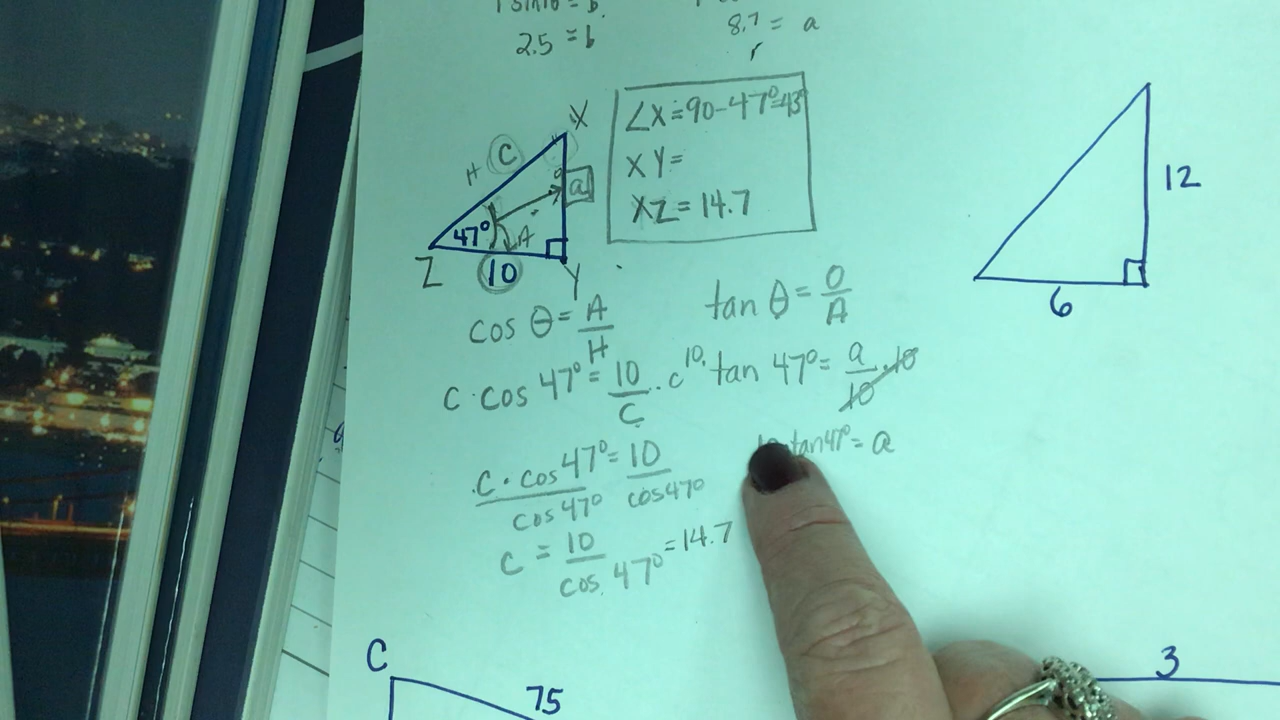 = b.
2.5 = b
8.7 = a
X
H
C
a
47°
A
Z
10
Y
∠X = 90 - 47° = 43°
XY =
XZ = 14.7
12
6
cos θ = A/H
C · cos 47° = 10/C · C
C · cos 47°/cos 47° = 10/cos 47°
C = 10/cos 47° = 14.7
tan θ = O/A
10 · tan 47° = a/10 · 10
tan 47° = a
C
75
3